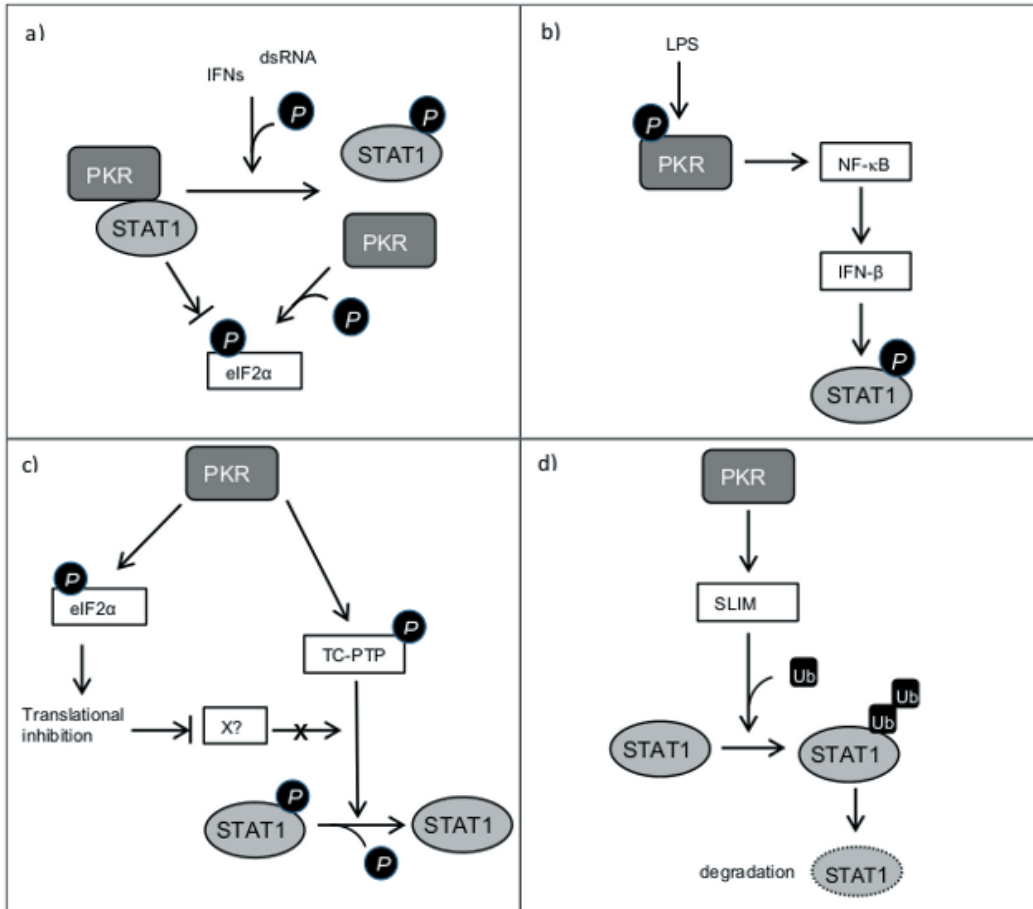 a)
dsRNA
IFNs
P
P
STAT1
PKR
STAT1
PKR
P
P
eIF2α
b)
LPS
P
PKR
NF-κB
IFN-β
P
STAT1
c)
PKR
P
eIF2α
P
TC-PTP
Translational
inhibition
X?
X
P
STAT1
STAT1
P
d)
PKR
SLIM
Ub
Ub
Ub
STAT1
STAT1
degradation
STAT1